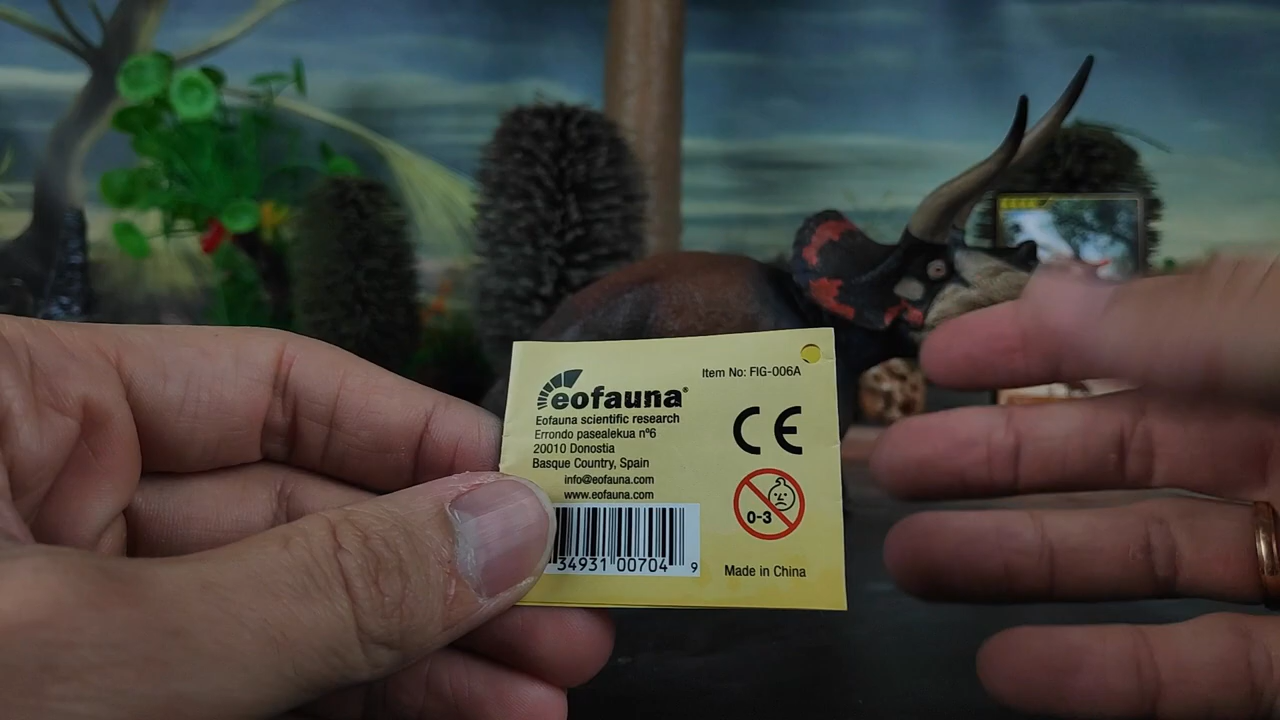 Item No: FIG-006A
eofauna®
Eofauna scientific research
Errondo pasealekua nº6
20010 Donostia
Basque Country, Spain
info@eofauna.com
www.eofauna.com
CE
0-3
34931 00704 9
Made in China